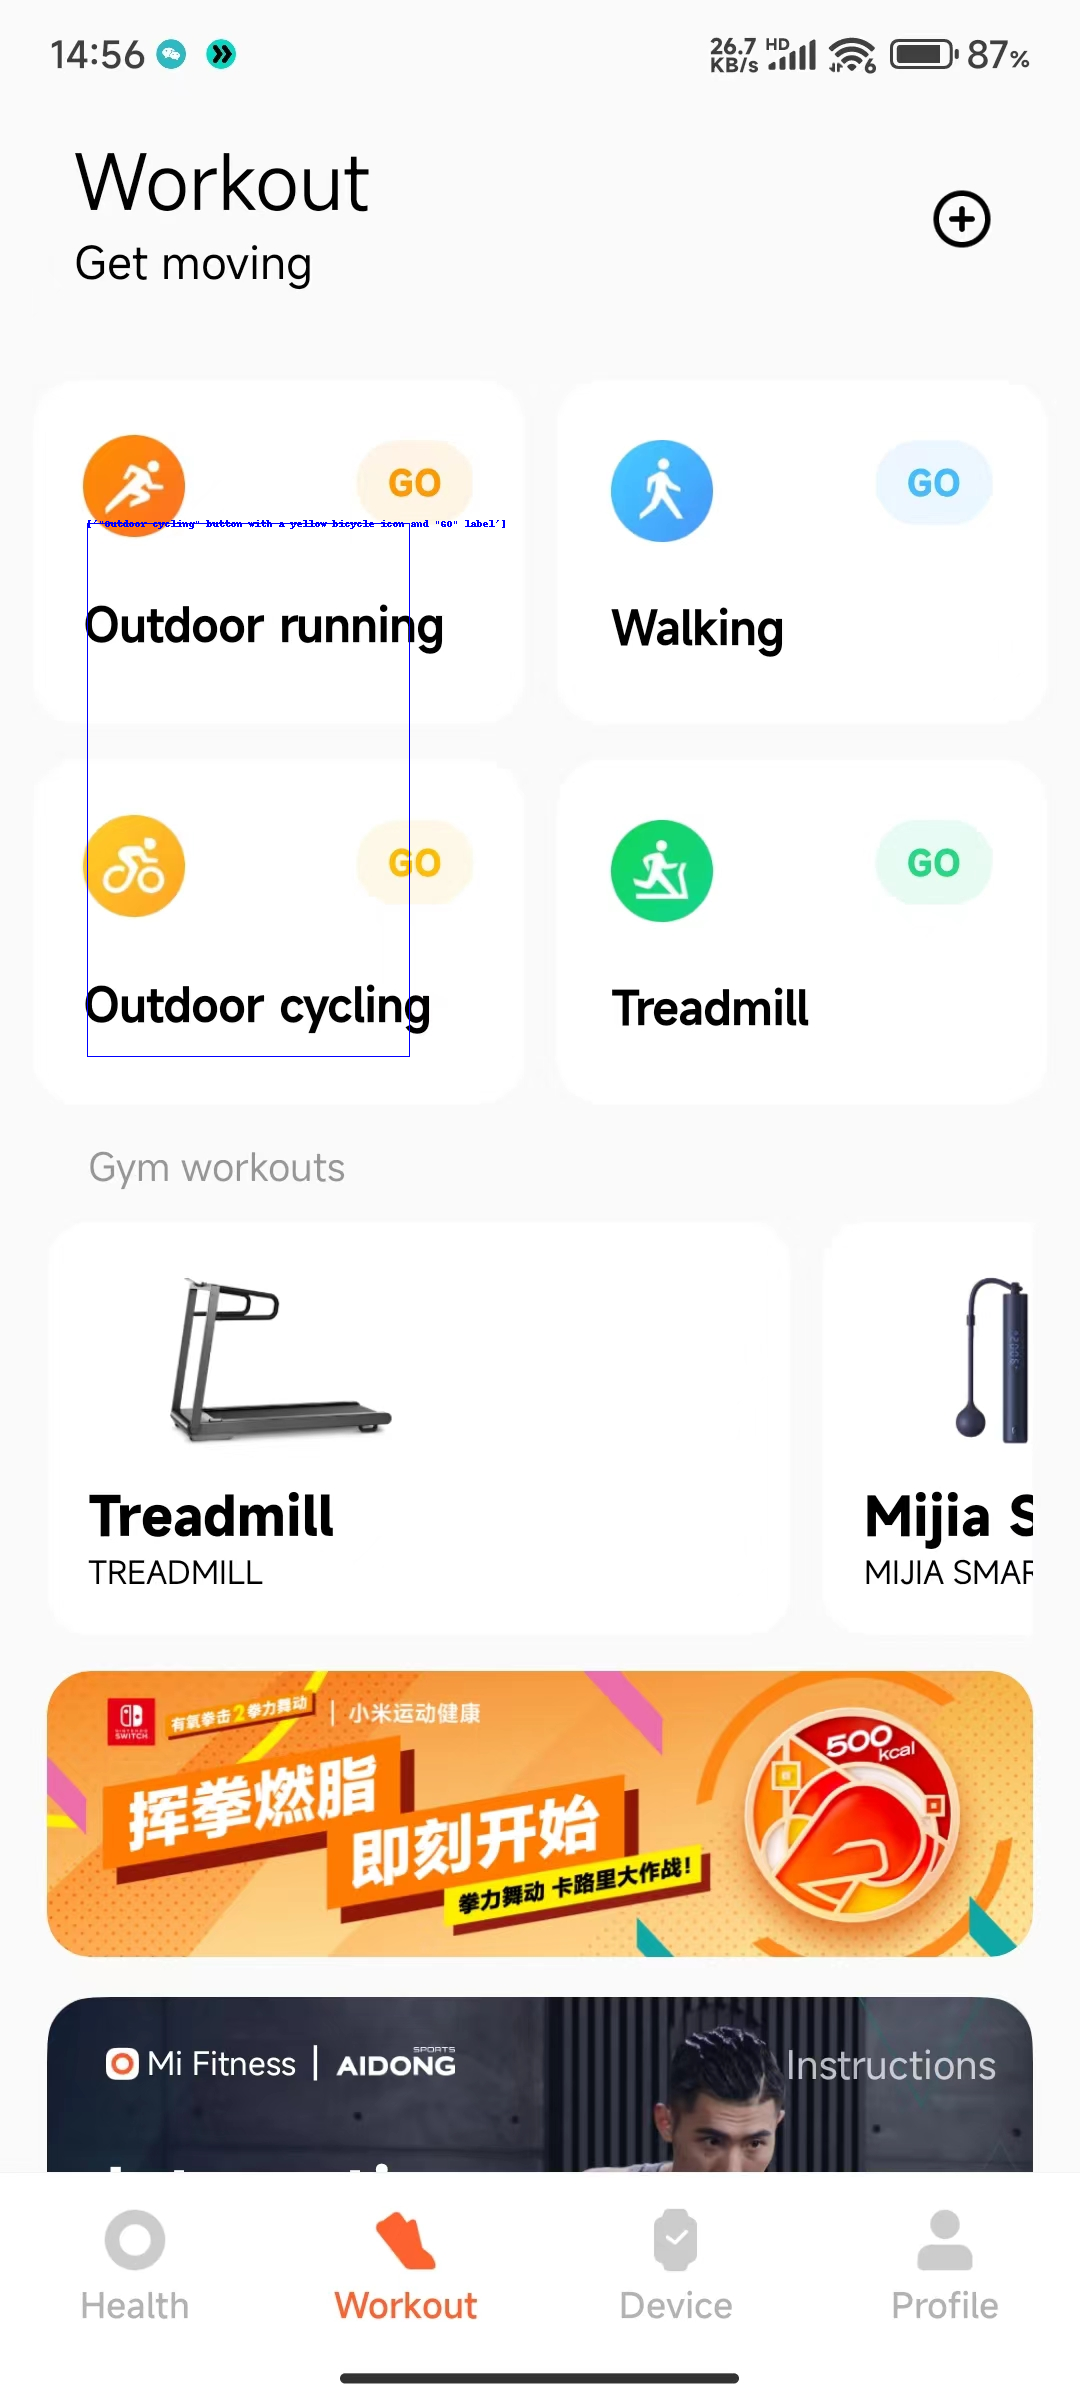 14:56
26.7 KB/s HD 6 87%
Workout
Get moving
GO
GO
['"Outdoor cycling" button with a yellow bicycle icon and "GO" label']
Outdoor running
Walking
GO
GO
Outdoor cycling
Treadmill
Gym workouts
Treadmill
TREADMILL
Mijia S
MIJIA SMAR
NINTENDO SWITCH
有氧拳击2 拳力舞动 | 小米运动健康
500 kcal
挥拳燃脂
即刻开始
拳力舞动 卡路里大作战!
Mi Fitness | AIDONG SPORTS
Instructions
Health
Workout
Device
Profile